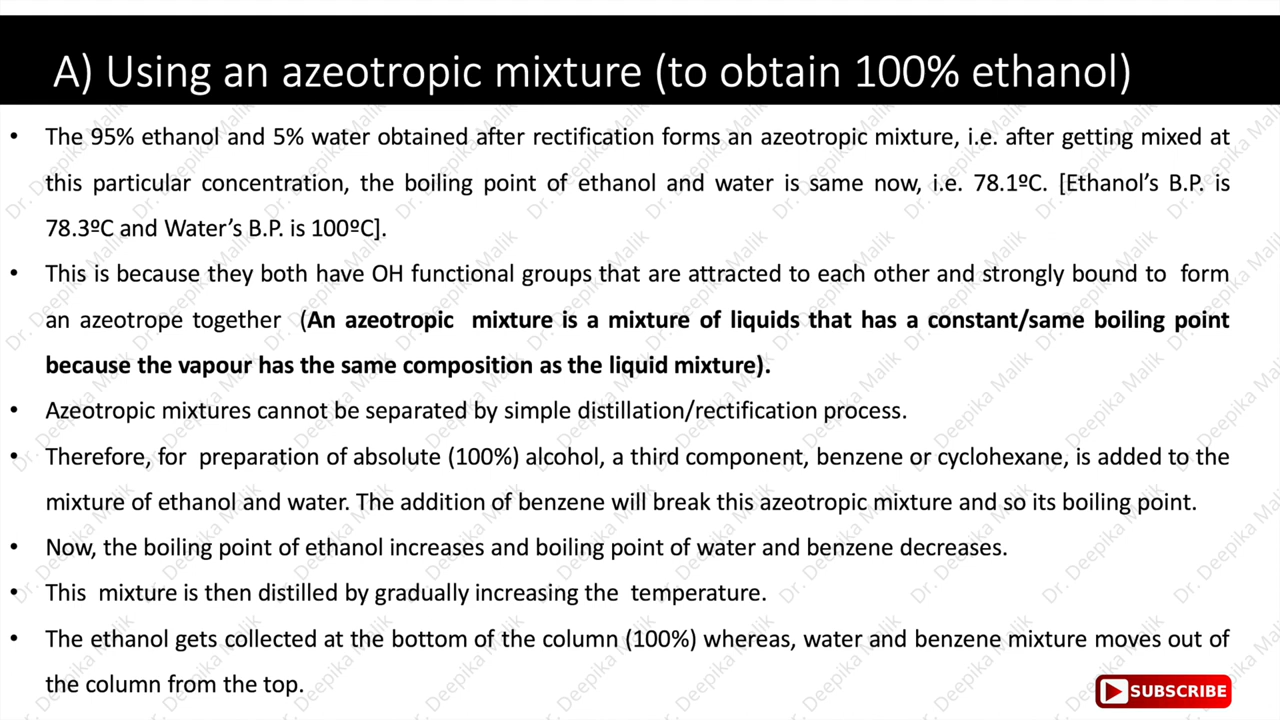 A) Using an azeotropic mixture (to obtain 100% ethanol)
• The 95% ethanol and 5% water obtained after rectification forms an azeotropic mixture, i.e. after getting mixed at
this particular concentration, the boiling point of ethanol and water is same now, i.e. 78.1ºC. [Ethanol’s B.P. is
78.3ºC and Water’s B.P. is 100ºC].
• This is because they both have OH functional groups that are attracted to each other and strongly bound to form
an azeotrope together (An azeotropic mixture is a mixture of liquids that has a constant/same boiling point
because the vapour has the same composition as the liquid mixture).
• Azeotropic mixtures cannot be separated by simple distillation/rectification process.
• Therefore, for preparation of absolute (100%) alcohol, a third component, benzene or cyclohexane, is added to the
mixture of ethanol and water. The addition of benzene will break this azeotropic mixture and so its boiling point.
• Now, the boiling point of ethanol increases and boiling point of water and benzene decreases.
• This mixture is then distilled by gradually increasing the temperature.
• The ethanol gets collected at the bottom of the column (100%) whereas, water and benzene mixture moves out of
the column from the top.
SUBSCRIBE
Dr. Deepika Malik